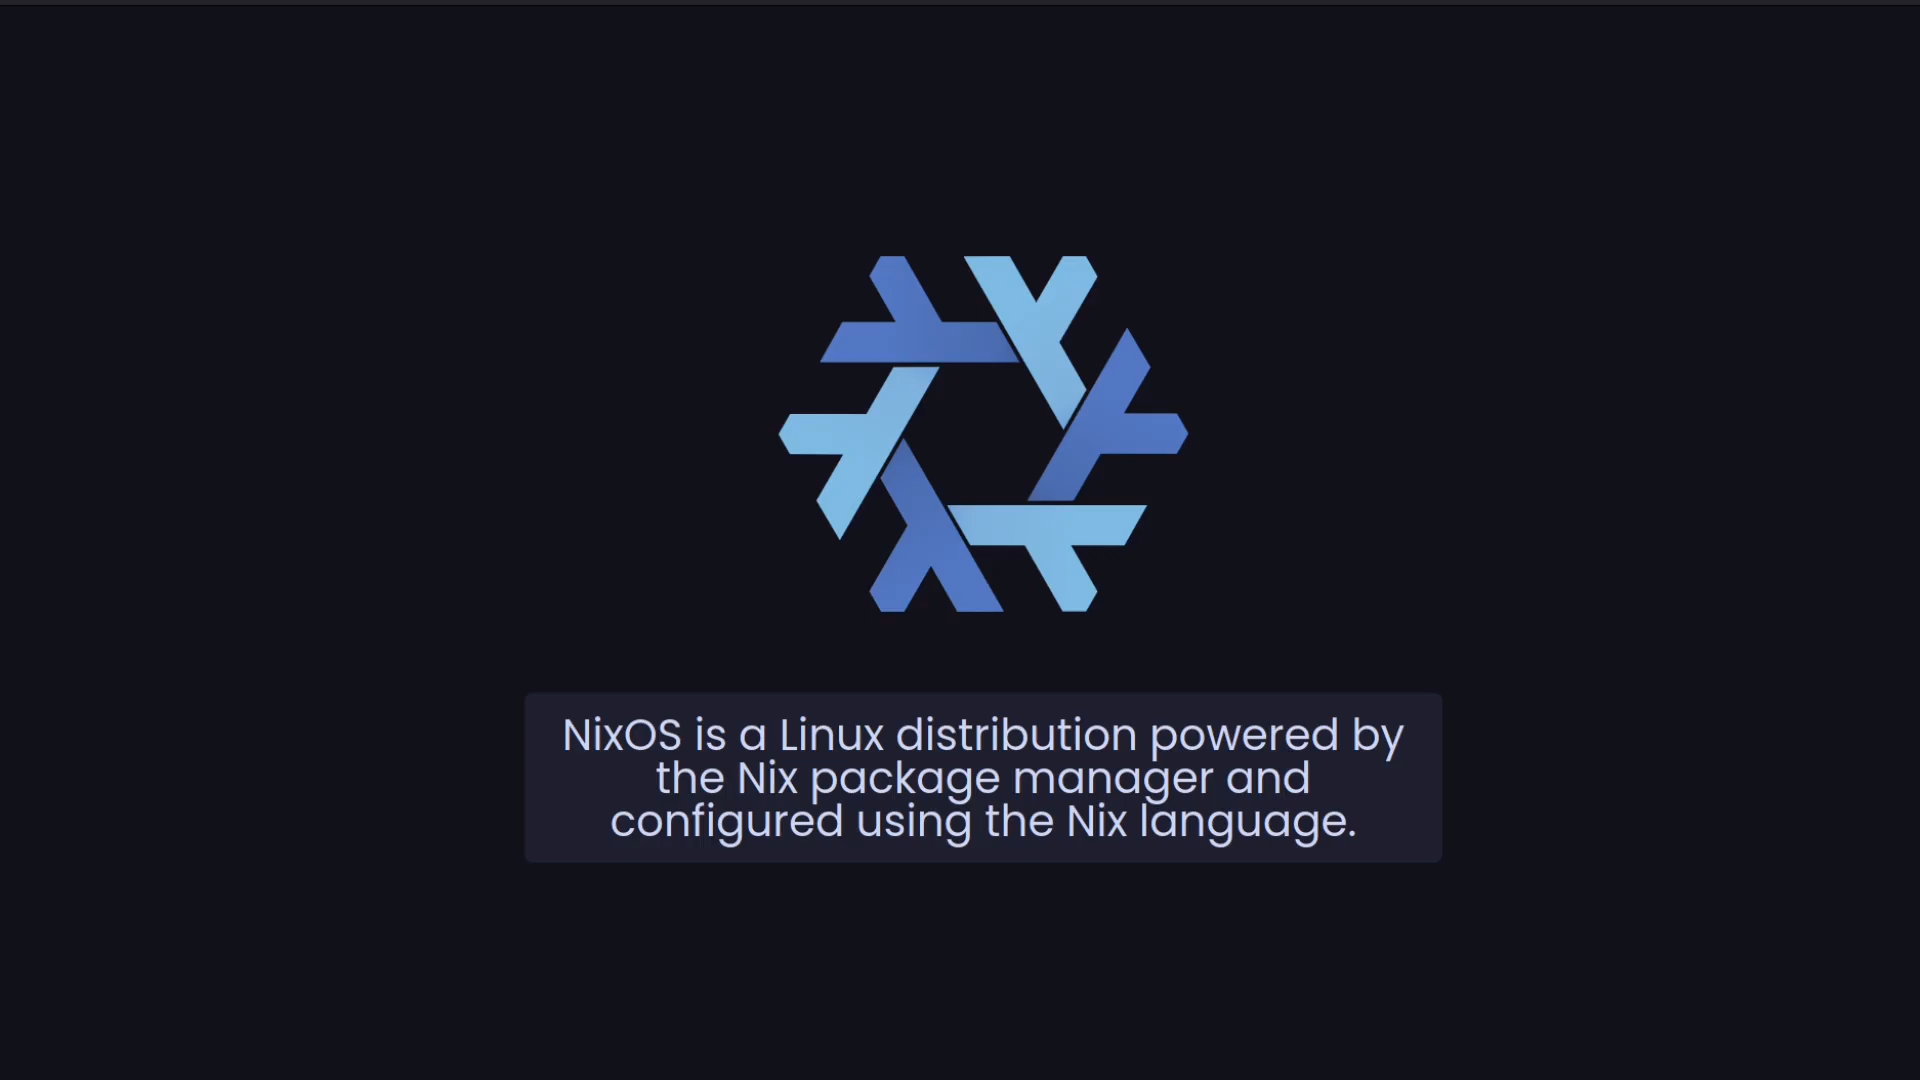 NixOS is a Linux distribution powered by
the Nix package manager and
configured using the Nix language.